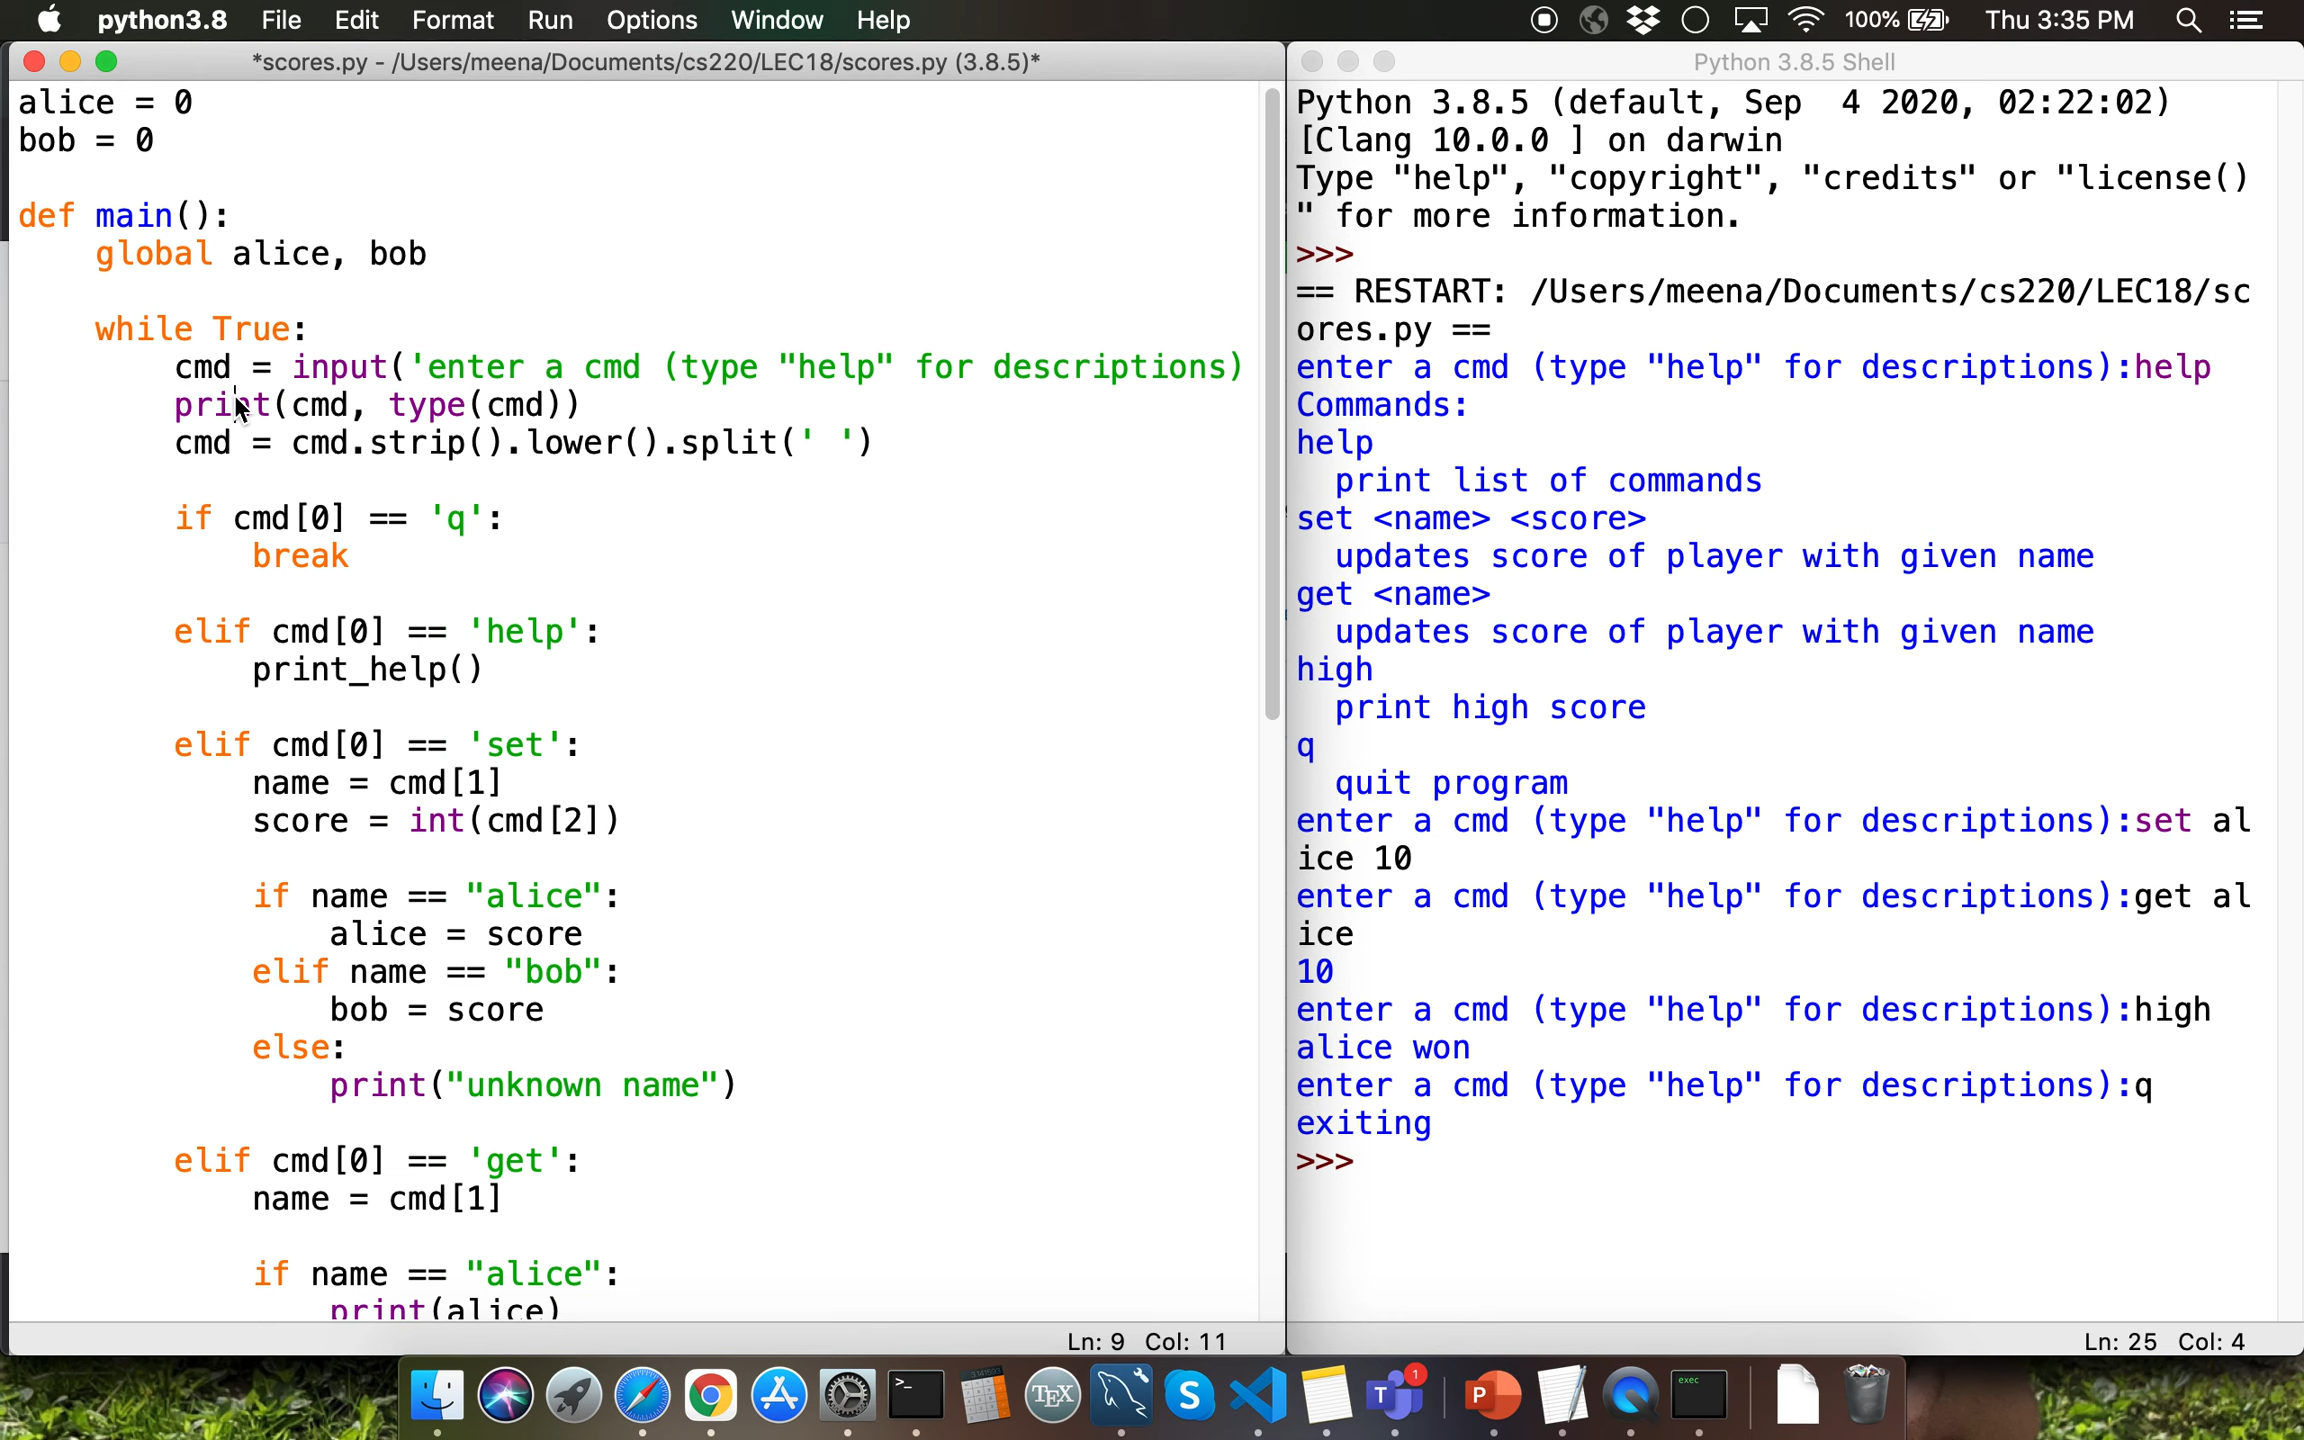 python3.8 File Edit Format Run Options Window Help 100% Thu 3:35 PM
*scores.py - /Users/meena/Documents/cs220/LEC18/scores.py (3.8.5)*
alice = 0
bob = 0
def main():
global alice, bob
while True:
cmd = input('enter a cmd (type "help" for descriptions)
print(cmd, type(cmd))
cmd = cmd.strip().lower().split(' ')
if cmd[0] == 'q':
break
elif cmd[0] == 'help':
print_help()
elif cmd[0] == 'set':
name = cmd[1]
score = int(cmd[2])
if name == "alice":
alice = score
elif name == "bob":
bob = score
else:
print("unknown name")
elif cmd[0] == 'get':
name = cmd[1]
if name == "alice":
print(alice)
Ln: 9 Col: 11
Python 3.8.5 Shell
Python 3.8.5 (default, Sep  4 2020, 02:22:02)
[Clang 10.0.0 ] on darwin
Type "help", "copyright", "credits" or "license()
" for more information.
>>>
== RESTART: /Users/meena/Documents/cs220/LEC18/sc
ores.py ==
enter a cmd (type "help" for descriptions):help
Commands:
help
print list of commands
set <name> <score>
updates score of player with given name
get <name>
updates score of player with given name
high
print high score
q
quit program
enter a cmd (type "help" for descriptions):set al
ice 10
enter a cmd (type "help" for descriptions):get al
ice
10
enter a cmd (type "help" for descriptions):high
alice won
enter a cmd (type "help" for descriptions):q
exiting
>>>
Ln: 25 Col: 4
>_
TEX
S
T
1
P
exec